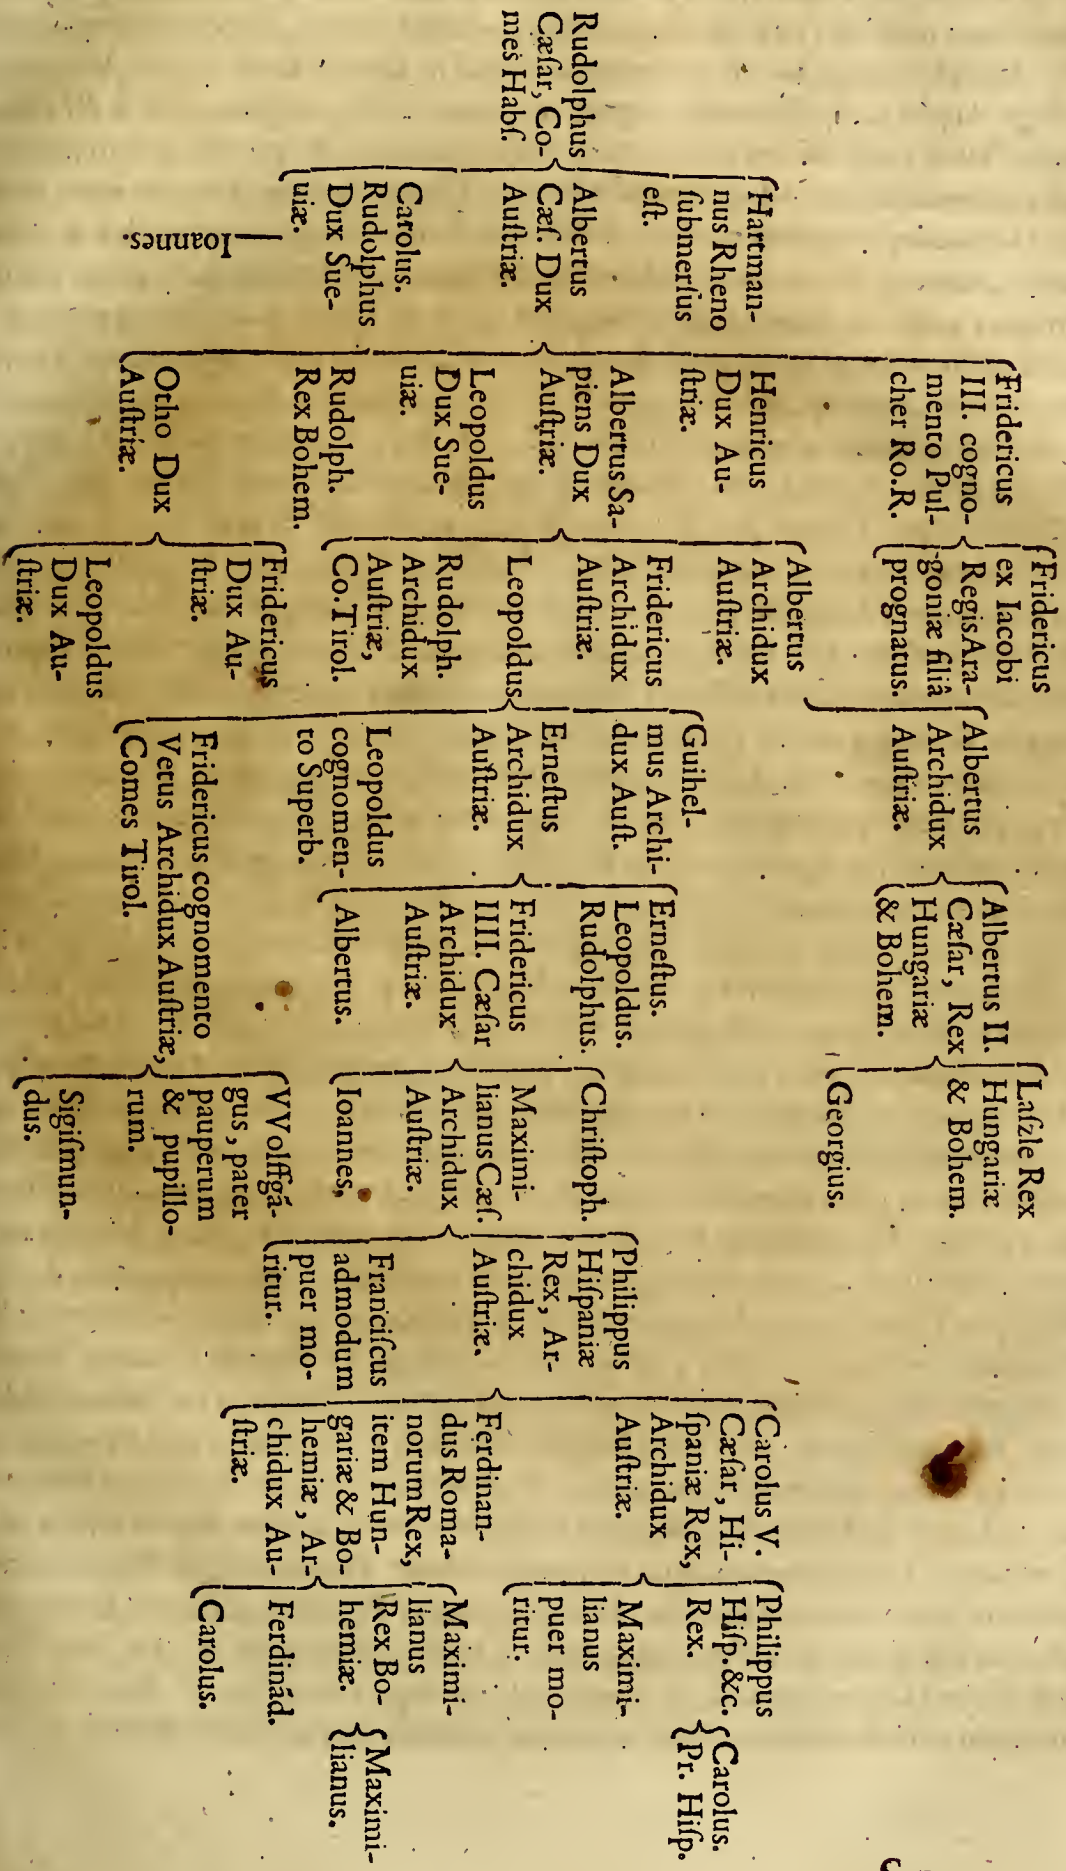 Rudolphus
Cæſar, Co-
mes Habſ.
Hartman-
nus Rheno
ſubmerſus
eſt.
Albertus
Cæſ. Dux
Auſtriæ.
Carolus.
Rudolphus
Dux Sue-
uiæ.
Ioannes.
Fridericus
III. cogno-
mento Pul-
cher Ro.R.
Henricus
Dux Au-
ſtriæ.
Albertus Sa-
piens Dux
Auſtriæ.
Leopoldus
Dux Sue-
uiæ.
Rudolph.
Rex Bohem.
Otho Dux
Auſtriæ.
Fridericus
ex Iacobi
Regis Ara-
goniæ filiâ
prognatus.
Albertus
Archidux
Auſtriæ.
Fridericus
Archidux
Auſtriæ.
Leopoldus
Rudolph.
Archidux
Auſtriæ,
Co. Tirol.
Fridericus
Dux Au-
ſtriæ.
Leopoldus
Dux Au-
ſtriæ.
Albertus
Archidux
Auſtriæ.
Guihel-
mus Archi-
dux Auſt.
Erneſtus
Archidux
Auſtriæ.
Leopoldus
cognomen-
to Superb.
Fridericus cognomento
Vetus Archidux Auſtriæ,
Comes Tirol.
Albertus II.
Cæſar, Rex
Hungariæ
& Bohem.
Erneſtus.
Leopoldus.
Rudolphus.
Fridericus
IIII. Cæſar
Archidux
Auſtriæ.
Albertus.
Laſzle Rex
Hungariæ
& Bohem.
Georgius.
Chriſtoph.
Maximi-
lianus Cæſ.
Archidux
Auſtriæ.
Ioannes,
VVolffgá-
gus, pater
pauperum
& pupillo-
rum.
Sigiſmun-
dus.
Philippus
Hiſpaniæ
Rex, Ar-
chidux
Auſtriæ.
Franciſcus
admodum
puer mo-
ritur.
Carolus V.
Cæſar, Hi-
ſpaniæ Rex,
Archidux
Auſtriæ.
Ferdinan-
dus Roma-
norum Rex,
item Hun-
gariæ & Bo-
hemiæ, Ar-
chidux Au-
ſtriæ.
Philippus
Hiſp. &c.
Rex.
Maximi-
lianus
puer mo-
ritur.
Maximi-
lianus
Rex Bo-
hemiæ.
Ferdinád.
Carolus.
Carolus.
Pr. Hiſp.
Maximi-
lianus.